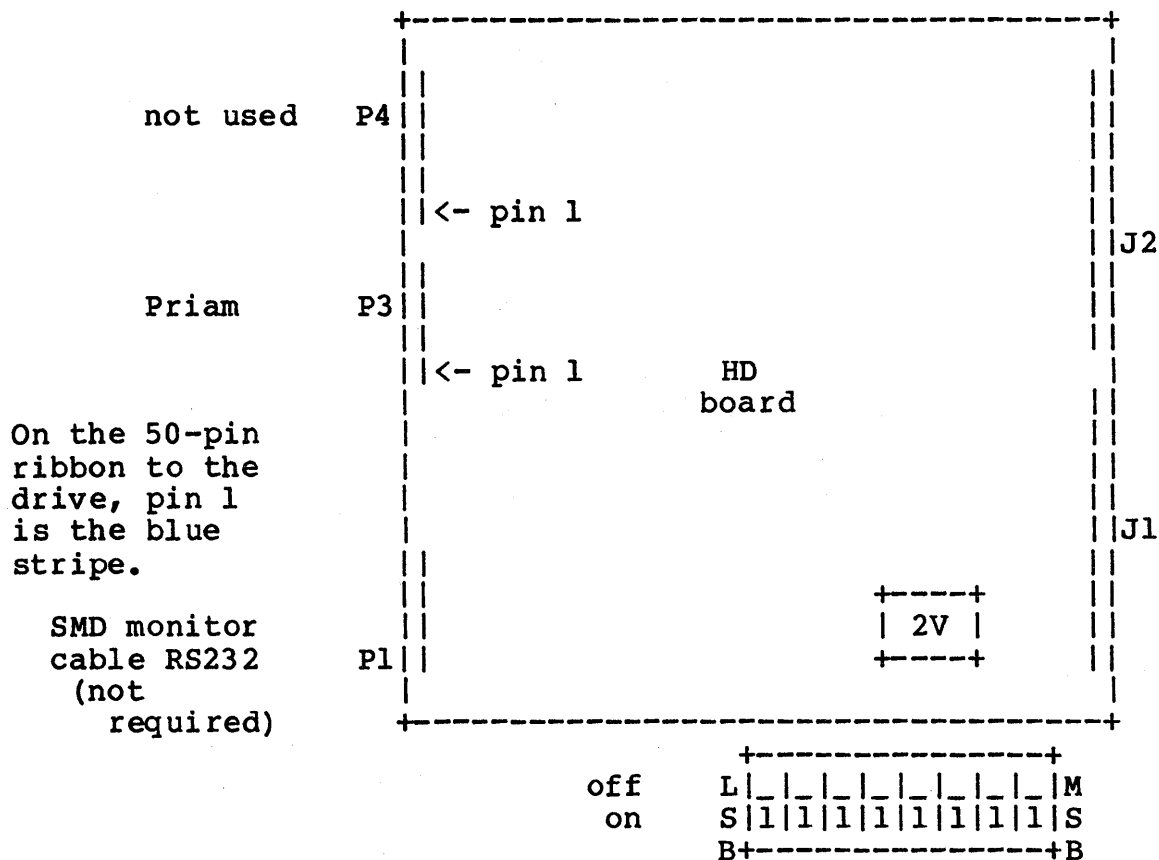 not used P4
<- pin 1
J2
Priam P3
<- pin 1 HD
board
On the 50-pin
ribbon to the
drive, pin 1
is the blue
stripe.
J1
SMD monitor 2V
cable RS232 P1
(not
required)
off L|_|_|_|_|_|_|_|_|M
on S|1|1|1|1|1|1|1|1|S
B B